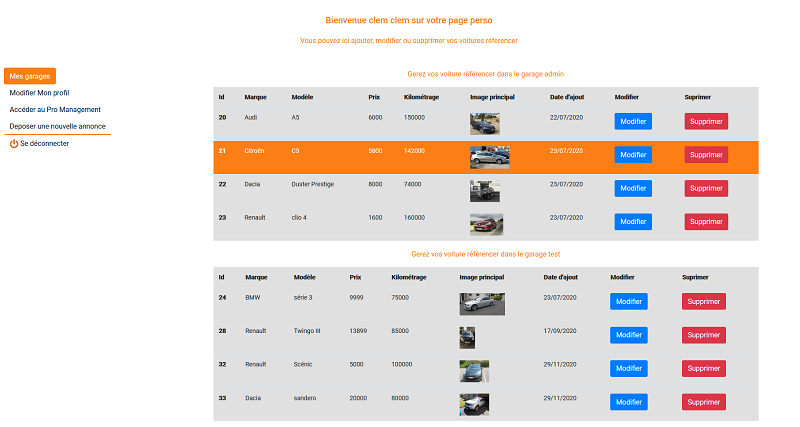 Bienvenue clem clem sur votre page perso
Vous pouvez ici ajouter, modifier ou supprimer vos voitures réferencer
Mes garages
Modifier Mon profil
Accéder au Pro Management
Deposer une nouvelle annonce
Se déconnecter
Gerez vos voiture référencer dans le garage admin
Id Marque Modèle Prix Kilométrage Image principal Date d'ajout Modifier Suprimer
20 Audi A5 6000 150000 22/07/2020 Modifier Supprimer
21 Citroën C5 5800 142000 23/07/2020 Modifier Supprimer
22 Dacia Duster Prestige 8000 74000 23/07/2020 Modifier Supprimer
23 Renault clio 4 1600 160000 23/07/2020 Modifier Supprimer
Gerez vos voiture référencer dans le garage test
Id Marque Modèle Prix Kilométrage Image principal Date d'ajout Modifier Suprimer
24 BMW série 3 9999 75000 23/07/2020 Modifier Supprimer
28 Renault Twingo III 13899 85000 17/09/2020 Modifier Supprimer
32 Renault Scénic 5000 100000 29/11/2020 Modifier Supprimer
33 Dacia sandero 20000 80000 29/11/2020 Modifier Supprimer